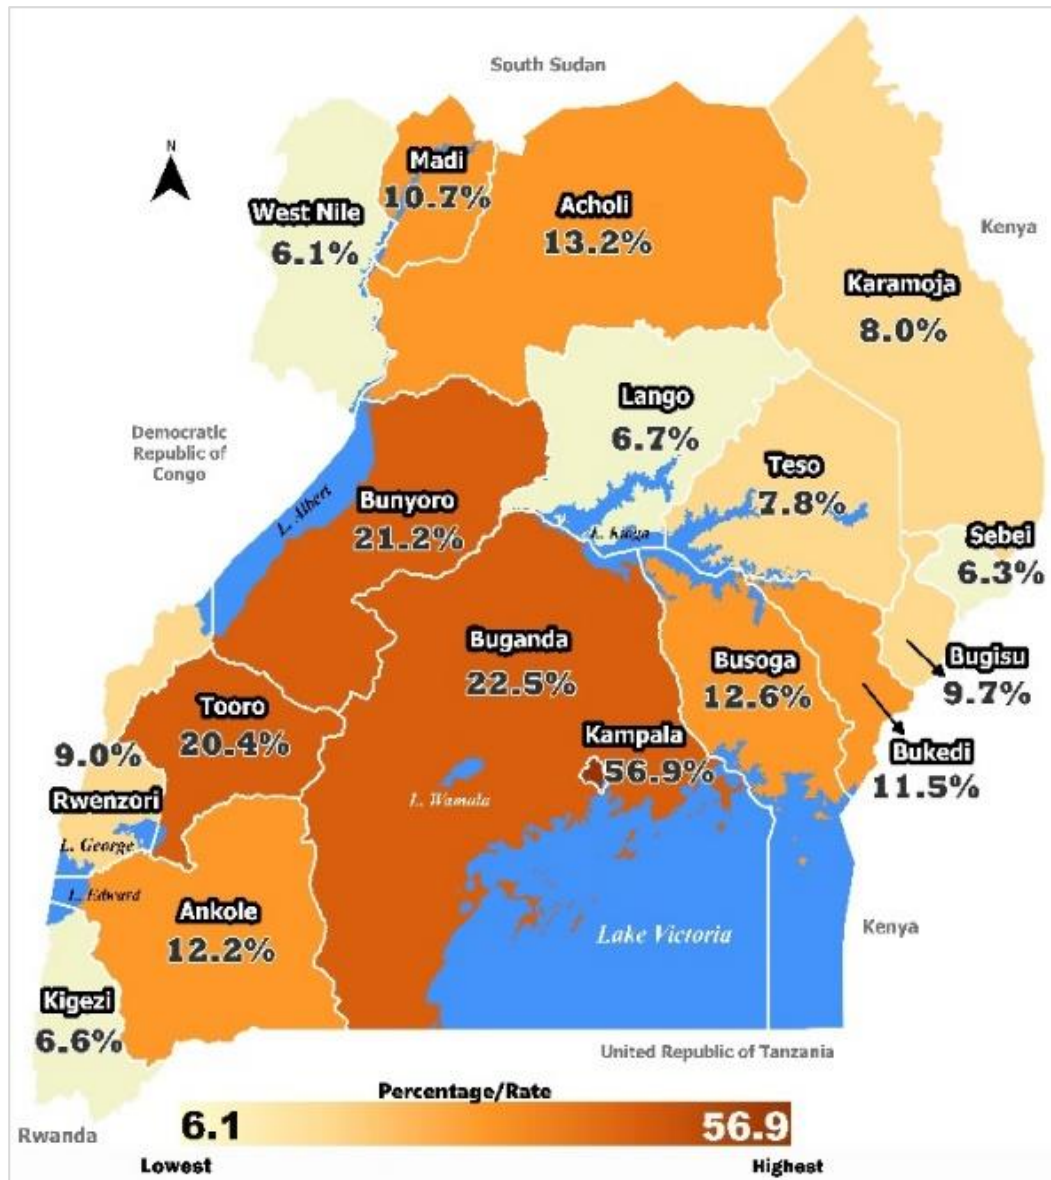 South Sudan
N
Madi
10.7%
West Nile
6.1%
Acholi
13.2%
Kenya
Karamoja
8.0%
Lango
6.7%
Democratic
Republic of
Congo
Teso
7.8%
L. Albert
Bunyoro
21.2%
L. Kioga
Sebei
6.3%
Buganda
22.5%
Busoga
12.6%
Bugisu
9.7%
Tooro
20.4%
Kampala
56.9%
Bukedi
11.5%
9.0%
Rwenzori
L. Wamala
L. George
L. Edward
Ankole
12.2%
Lake Victoria
Kenya
Kigezi
6.6%
United Republic of Tanzania
Rwanda
Percentage/Rate
6.1 56.9
Lowest Highest